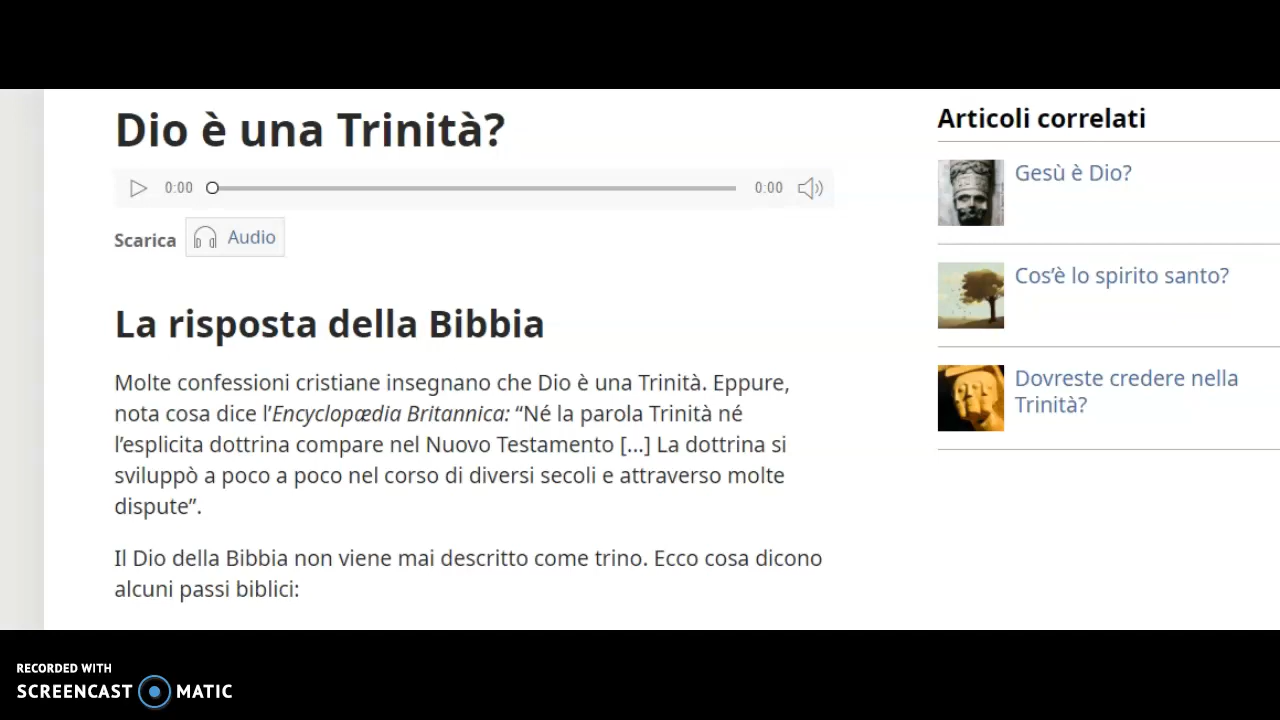 Dio è una Trinità?
0:00
0:00
Scarica
Audio
La risposta della Bibbia
Molte confessioni cristiane insegnano che Dio è una Trinità. Eppure,
nota cosa dice l’Encyclopædia Britannica: “Né la parola Trinità né
l’esplicita dottrina compare nel Nuovo Testamento [...] La dottrina si
sviluppò a poco a poco nel corso di diversi secoli e attraverso molte
dispute”.
Il Dio della Bibbia non viene mai descritto come trino. Ecco cosa dicono
alcuni passi biblici:
Articoli correlati
Gesù è Dio?
Cos’è lo spirito santo?
Dovreste credere nella
Trinità?
RECORDED WITH
SCREENCAST MATIC